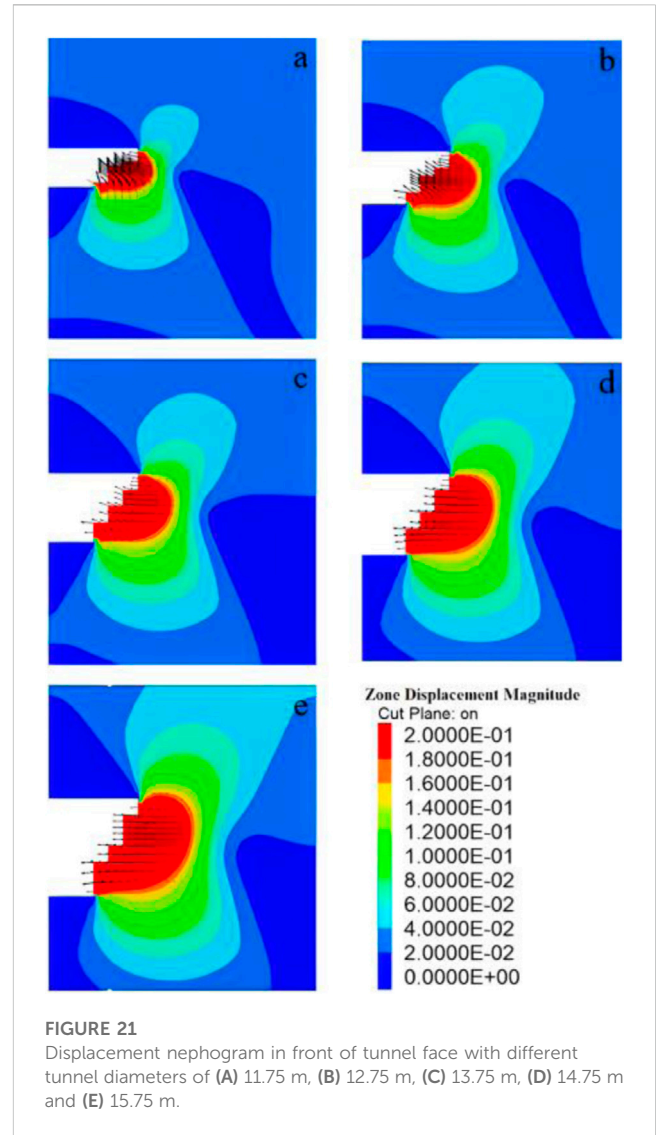 a
b
c
d
e
Zone Displacement Magnitude
Cut Plane: on
2.0000E-01
1.8000E-01
1.6000E-01
1.4000E-01
1.2000E-01
1.0000E-01
8.0000E-02
6.0000E-02
4.0000E-02
2.0000E-02
0.0000E+00
FIGURE 21
Displacement nephogram in front of tunnel face with different
tunnel diameters of (A) 11.75 m, (B) 12.75 m, (C) 13.75 m, (D) 14.75 m
and (E) 15.75 m.